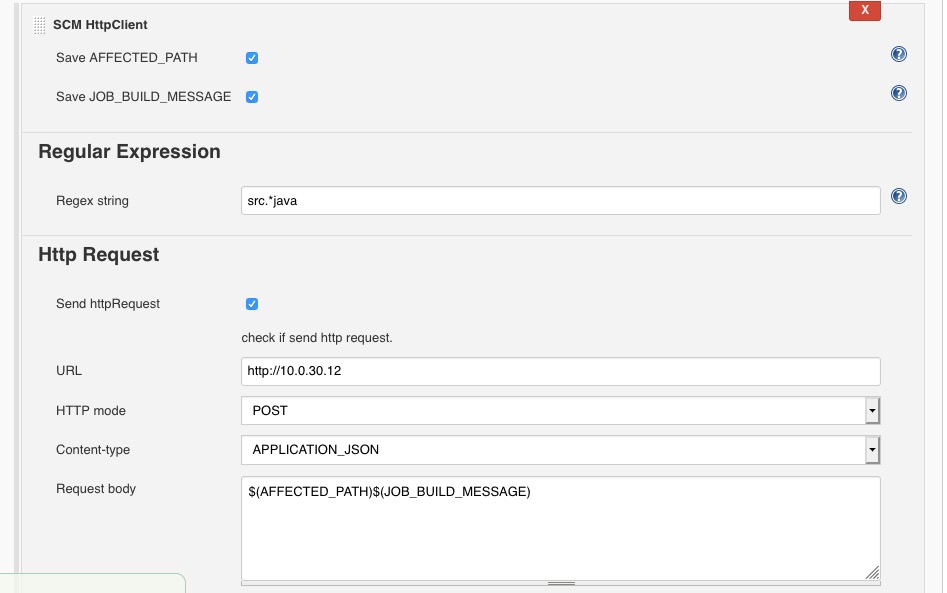 X
SCM HttpClient
Save AFFECTED_PATH
?
Save JOB_BUILD_MESSAGE
?
Regular Expression
Regex string src.*java
?
Http Request
Send httpRequest
check if send http request.
URL http://10.0.30.12
HTTP mode POST
Content-type APPLICATION_JSON
Request body $(AFFECTED_PATH)$(JOB_BUILD_MESSAGE)